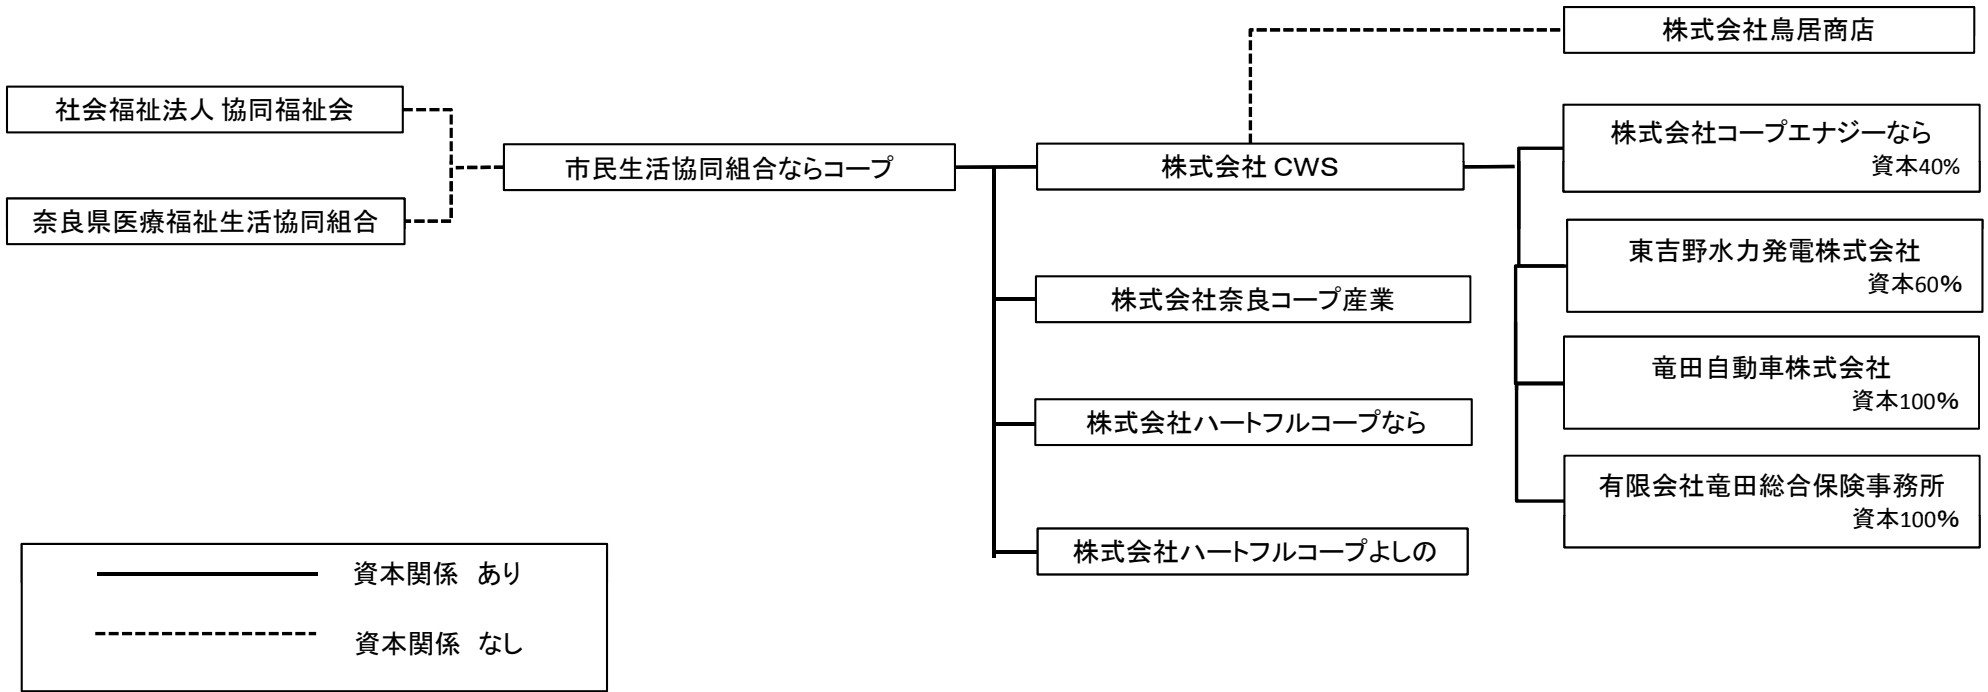 株式会社鳥居商店
社会福祉法人 協同福祉会
奈良県医療福祉生活協同組合
市民生活協同組合ならコープ
株式会社 CWS
株式会社奈良コープ産業
株式会社ハートフルコープなら
株式会社ハートフルコープよしの
株式会社コープエナジーなら
資本40%
東吉野水力発電株式会社
資本60%
竜田自動車株式会社
資本100%
有限会社竜田総合保険事務所
資本100%
資本関係 あり
資本関係 なし